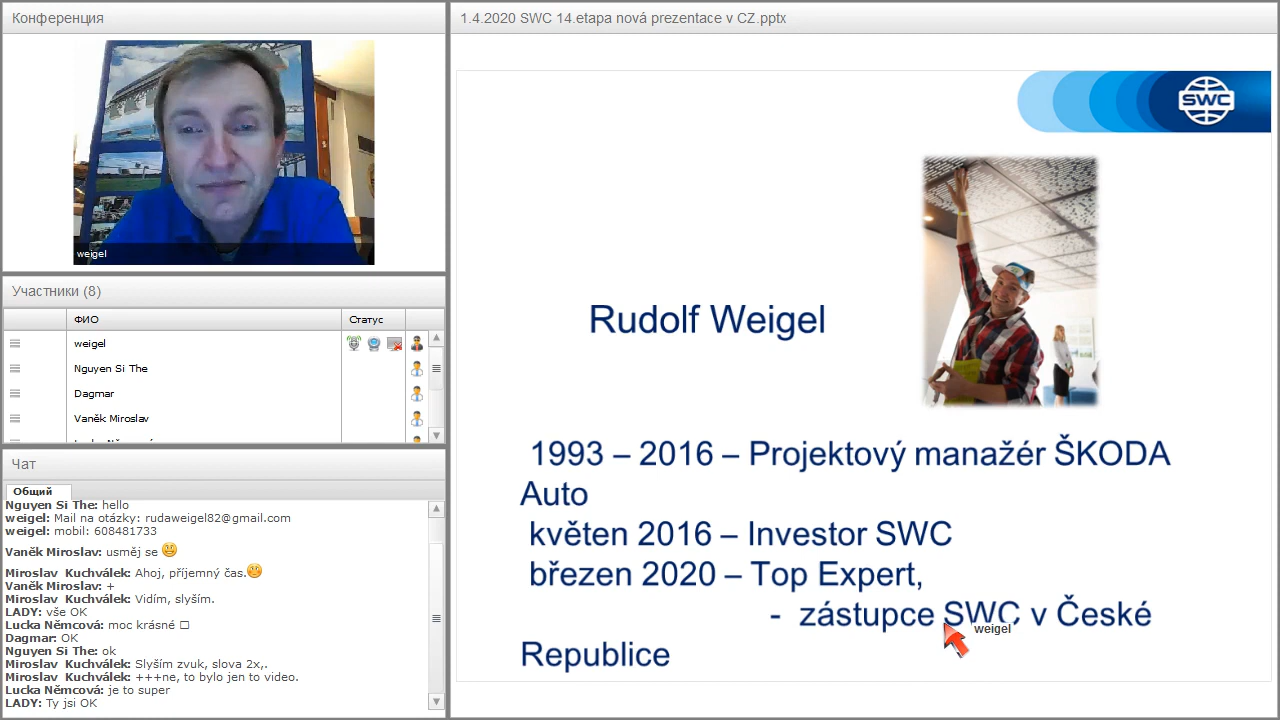 Конференция
weigel
Участники (8)
ФИО
Статус
weigel
Nguyen Si The
Dagmar
Vaněk Miroslav
Чат
Общий
Nguyen Si The: hello
weigel: Mail na otázky: rudaweigel82@gmail.com
weigel: mobil: 608481733
Vaněk Miroslav: usměj se
Miroslav Kuchválek: Ahoj, příjemný čas.
Vaněk Miroslav: +
Miroslav Kuchválek: Vidím, slyším.
LADY: vše OK
Lucka Němcová: moc krásné
Dagmar: OK
Nguyen Si The: ok
Miroslav Kuchválek: Slyším zvuk, slova 2x,.
Miroslav Kuchválek: +++ne, to bylo jen to video.
Lucka Němcová: je to super
LADY: Ty jsi OK
1.4.2020 SWC 14.etapa nová prezentace v CZ.pptx
SWC
Rudolf Weigel
1993 – 2016 – Projektový manažér ŠKODA
Auto
květen 2016 – Investor SWC
březen 2020 – Top Expert,
- zástupce SWC v České
weigel
Republice